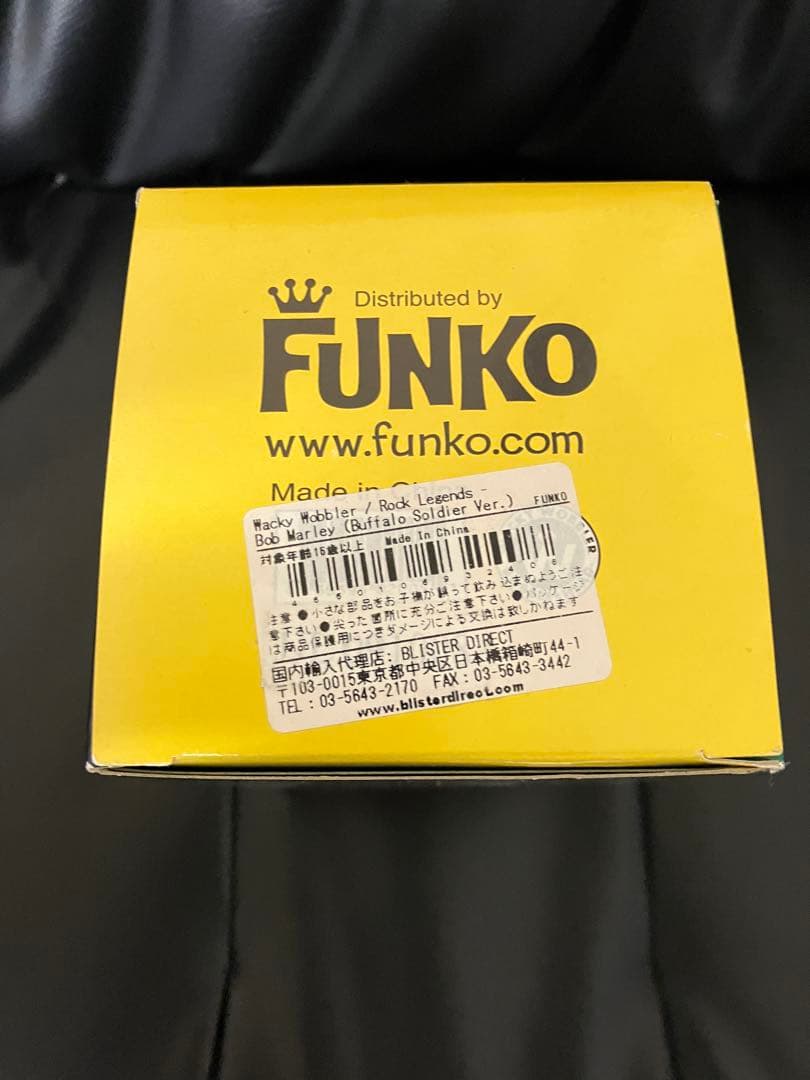 Distributed by
FUNKO
www.funko.com
Made in China
Wacky Wobbler / Rock Legends -
Bob Marley (Buffalo Soldier Ver.) FUNKO
対象年齢15歳以上 Made In China
注意 ●小さな部品をお子様が誤って飲み込まぬようご注
意下さい●尖った箇所に充分ご注意下さい●パッケージ
は商品保護用につきダメージによる交換は致しかねます
国内輸入代理店: BLISTER DIRECT
〒103-0015東京都中央区日本橋箱崎町44-1
TEL : 03-5643-2170 FAX : 03-5643-3442
www.blisterdirect.com